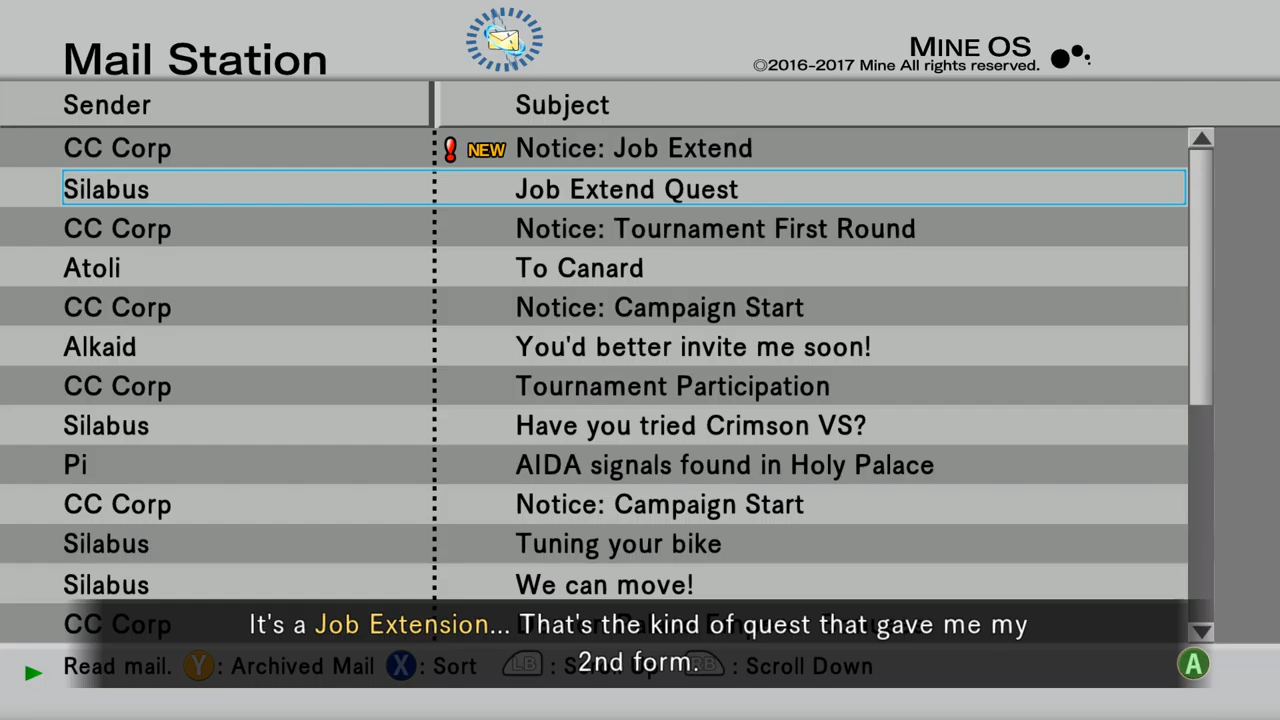 Mail Station
MINE OS
©2016-2017 Mine All rights reserved.
Sender Subject
CC Corp NEW Notice: Job Extend
Silabus Job Extend Quest
CC Corp Notice: Tournament First Round
Atoli To Canard
CC Corp Notice: Campaign Start
Alkaid You'd better invite me soon!
CC Corp Tournament Participation
Silabus Have you tried Crimson VS?
Pi AIDA signals found in Holy Palace
CC Corp Notice: Campaign Start
Silabus Tuning your bike
Silabus We can move!
CC Corp
It's a Job Extension... That's the kind of quest that gave me my
2nd form.
Read mail. Y: Archived Mail X: Sort LB: Scroll Up RB: Scroll Down
A